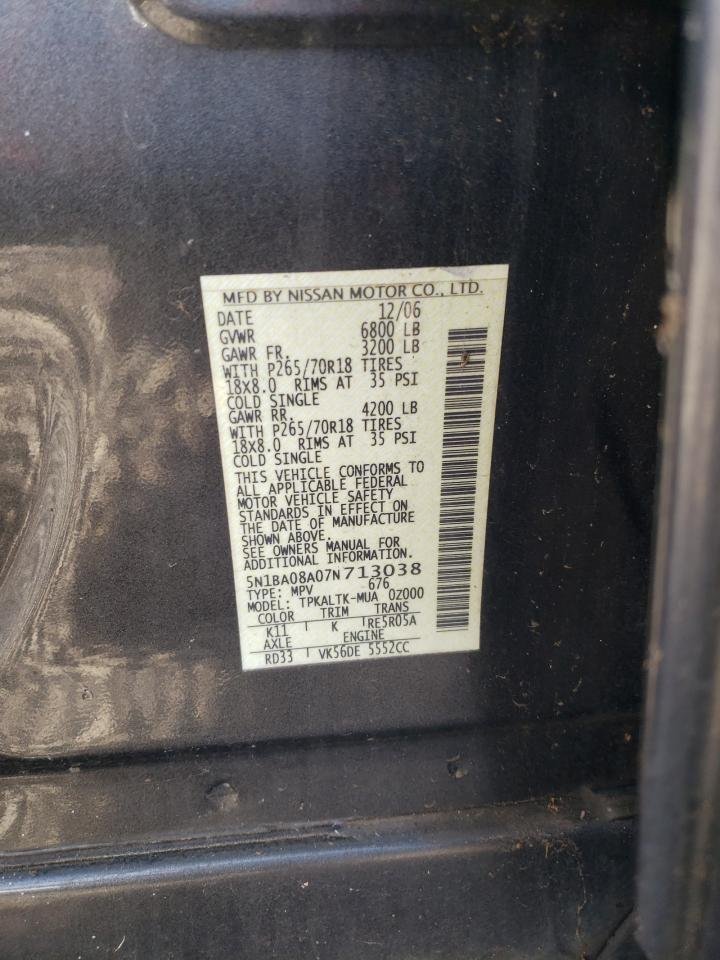 MFD BY NISSAN MOTOR CO., LTD.
DATE 12/06
GVWR 6800 LB
GAWR FR. 3200 LB
WITH P265/70R18 TIRES
18X8.0 RIMS AT 35 PSI
COLD SINGLE
GAWR RR. 4200 LB
WITH P265/70R18 TIRES
18X8.0 RIMS AT 35 PSI
COLD SINGLE
THIS VEHICLE CONFORMS TO
ALL APPLICABLE FEDERAL
MOTOR VEHICLE SAFETY
STANDARDS IN EFFECT ON
THE DATE OF MANUFACTURE
SHOWN ABOVE.
SEE OWNERS MANUAL FOR
ADDITIONAL INFORMATION.
5N1BA08A07N713038
TYPE: MPV 676
MODEL: TPKALTK-MUA 0Z000
COLOR TRIM TRANS
K11 K RE5R05A
AXLE ENGINE
RD33 VK56DE 5552CC